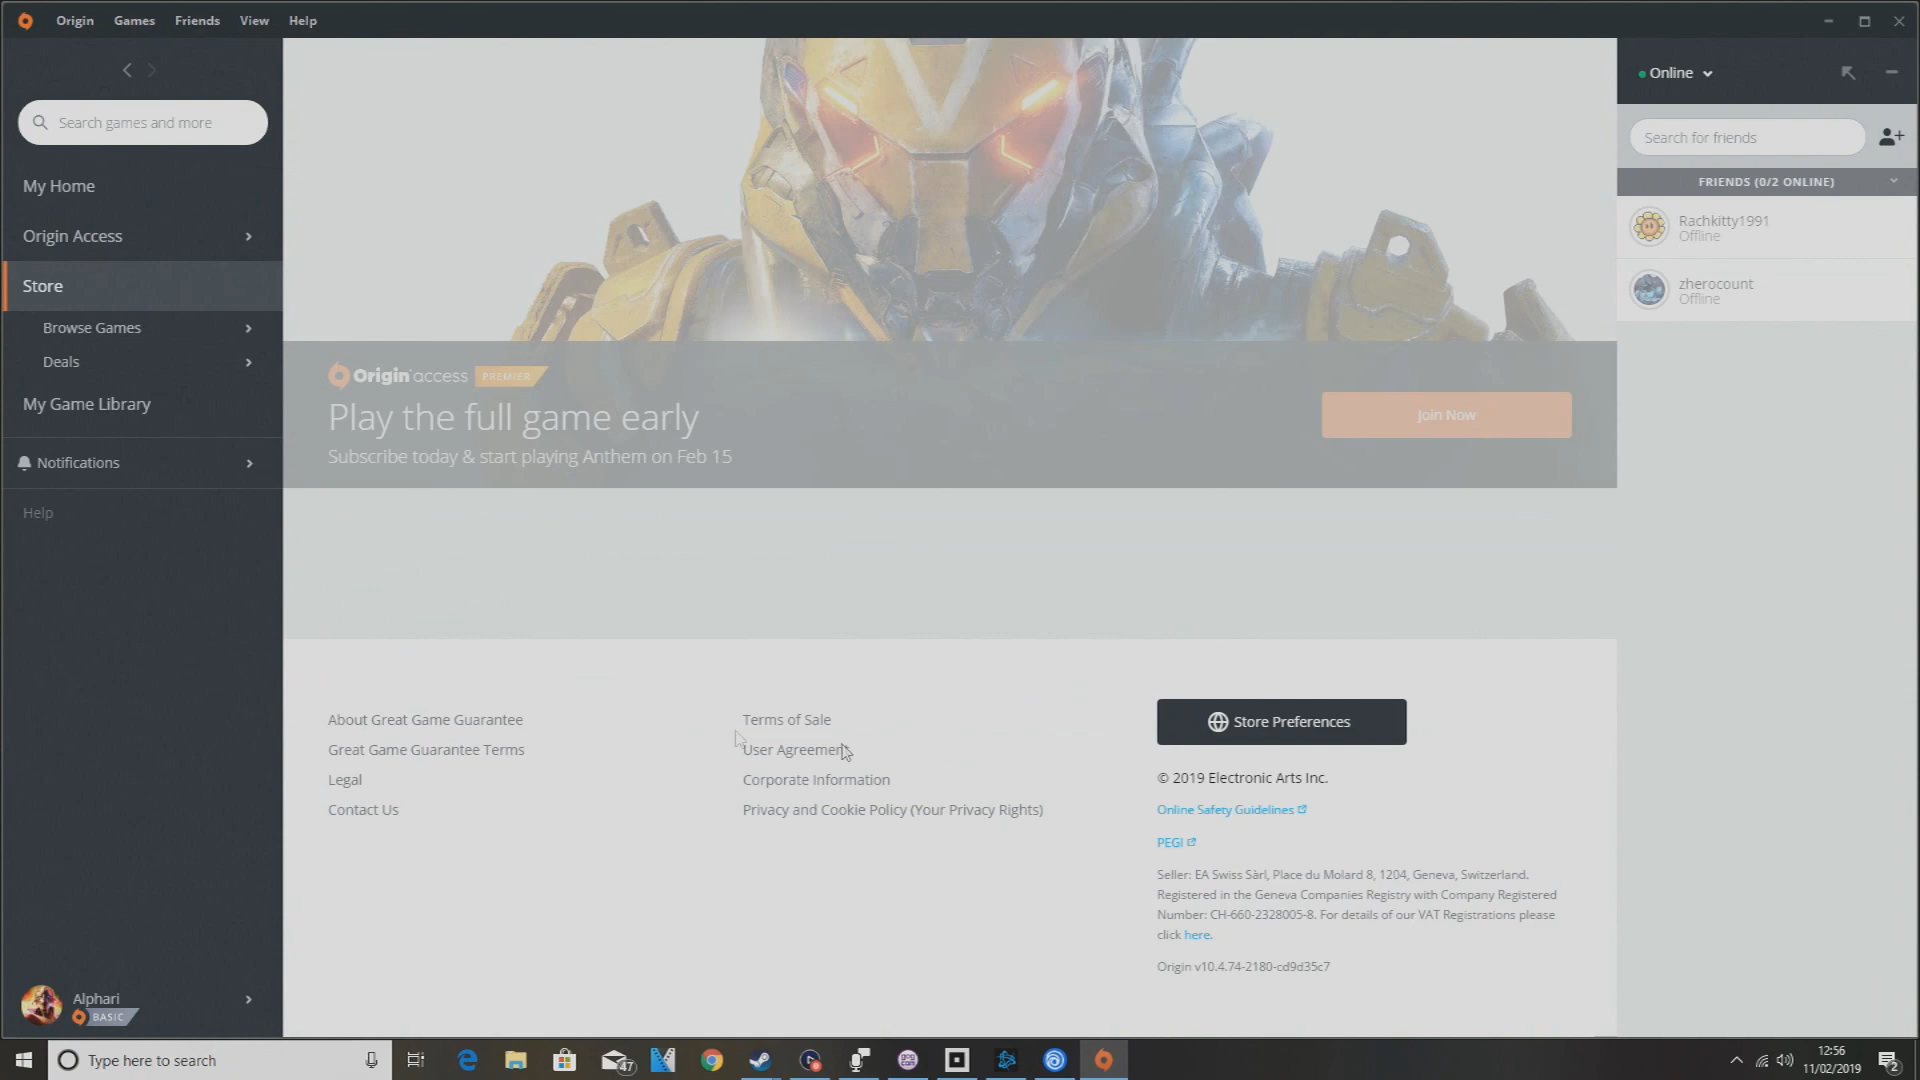 Origin Games Friends View Help
Search games and more
My Home
Origin Access
Store
Browse Games
Deals
My Game Library
Notifications
Help
Alphari
BASIC
Origin access PREMIER
Play the full game early
Subscribe today & start playing Anthem on Feb 15
Join Now
About Great Game Guarantee
Great Game Guarantee Terms
Legal
Contact Us
Terms of Sale
User Agreement
Corporate Information
Privacy and Cookie Policy (Your Privacy Rights)
Store Preferences
© 2019 Electronic Arts Inc.
Online Safety Guidelines
PEGI
Seller: EA Swiss Sàrl, Place du Molard 8, 1204, Geneva, Switzerland.
Registered in the Geneva Companies Registry with Company Registered
Number: CH-660-2328005-8. For details of our VAT Registrations please
click here.
Origin v10.4.74-2180-cd9d35c7
Online
Search for friends
FRIENDS (0/2 ONLINE)
Rachkitty1991
Offline
zherocount
Offline
Type here to search
47
12:56
11/02/2019
2